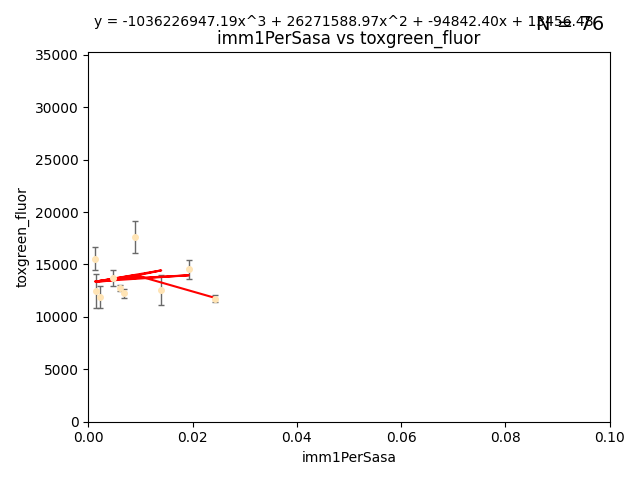 y = -1036226947.19x^3 + 26271588.97x^2 + -94842.40x + 13456.48
N = 76
imm1PerSasa vs toxgreen_fluor
35000
30000
25000
20000
15000
10000
5000
0
toxgreen_fluor
0.00 0.02 0.04 0.06 0.08 0.10
imm1PerSasa